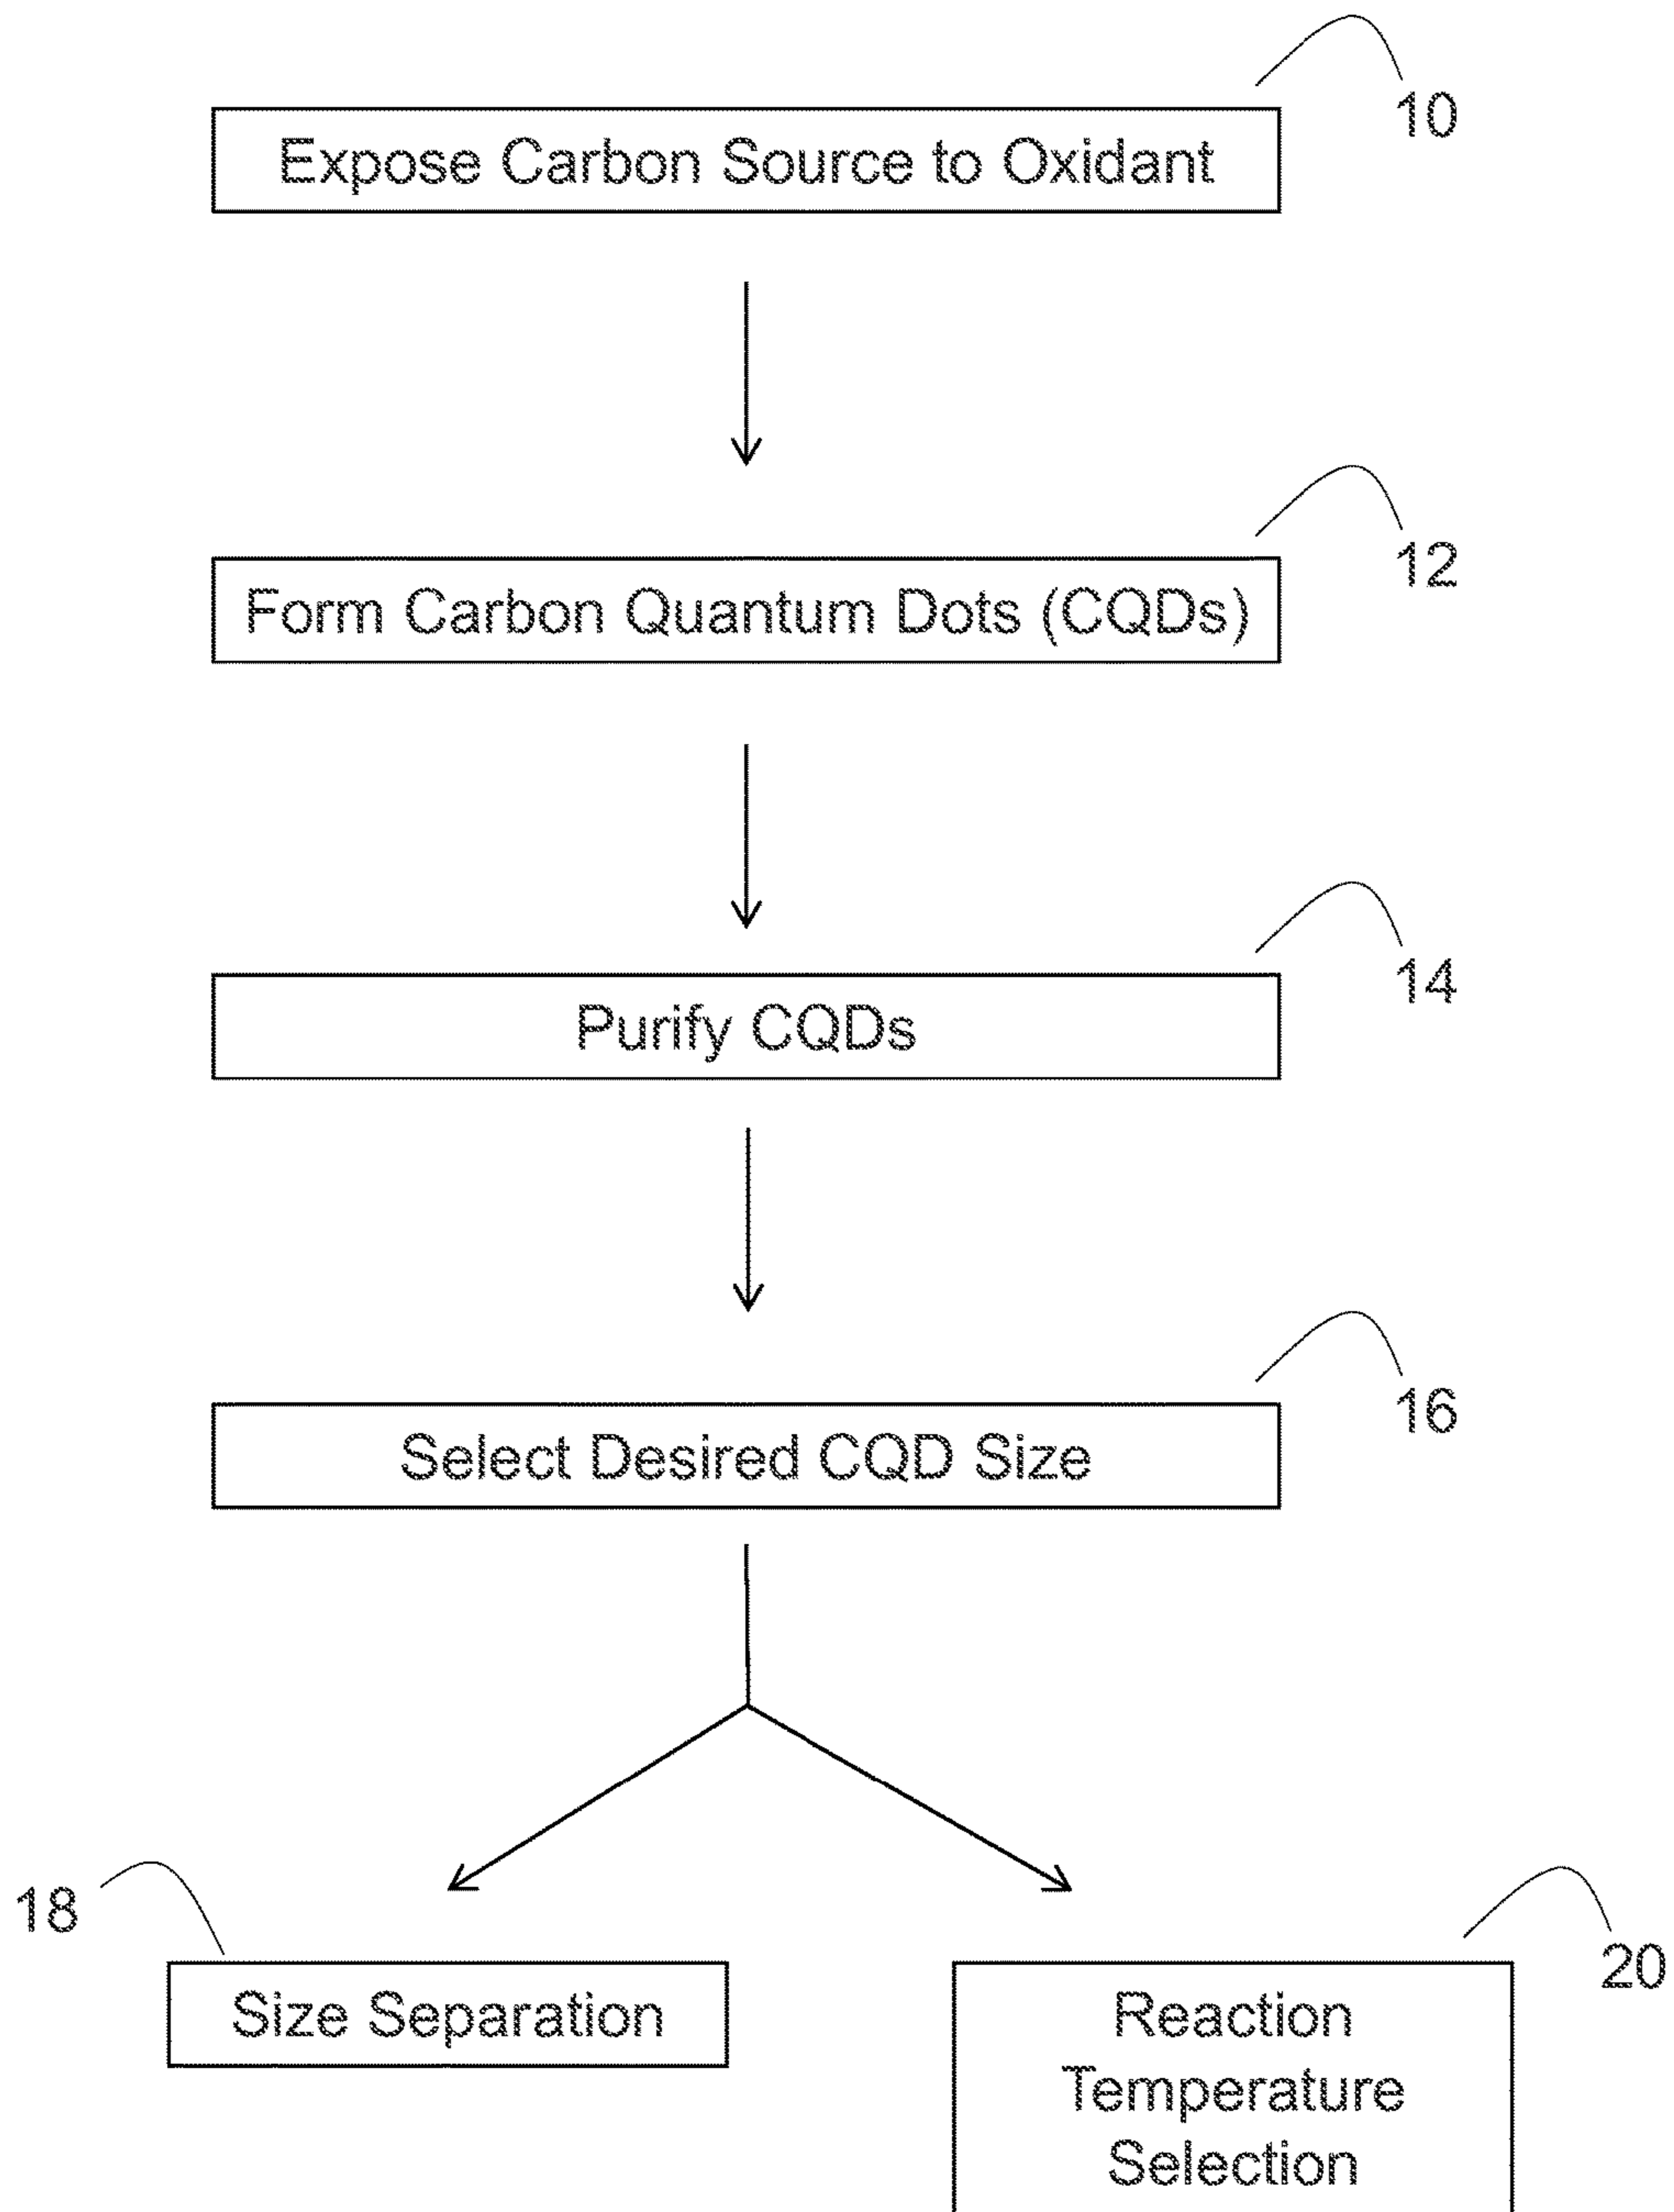 10
Expose Carbon Source to Oxidant
12
Form Carbon Quantum Dots (CQDs)
14
Purify CQDs
16
Select Desired CQD Size
18
Size Separation
20
Reaction
Temperature
Selection